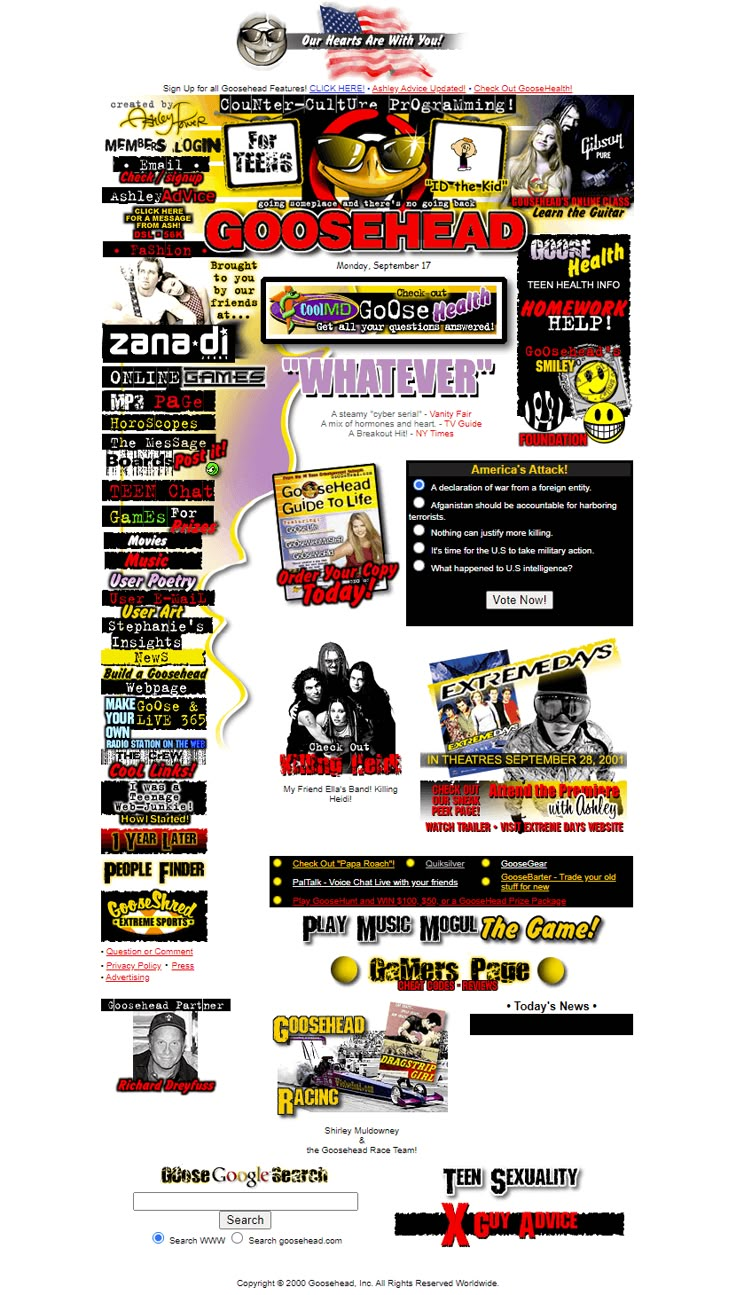 Our Hearts Are With You!
Sign Up for all Goosehead Features! CLICK HERE! • Ashley Advice Updated! • Check Out GooseHealth!
created by
Ashley Power
CouNter-CultUre PrOgraMming!
MEMBERS LOGIN
For TEENS
"ID the Kid"
Gibson
PURE
• Email •
Check / signup
Ashley AdVice
CLICK HERE
FOR A MESSAGE
FROM ASH!
DSL 56K
going someplace and there's no going back
GOOSEHEAD'S ONLINE CLASS
Learn the Guitar
GOOSEHEAD
• FaShion •
Monday, September 17
Brought
to you
by our
friends
at...
zana·di
Check out
CoolMD GoOse Health
Get all your questions answered!
GOOSE
Health
TEEN HEALTH INFO
HOMEWORK
HELP!
GoOsehead's
SMILEY
FOUNDATION
"WHATEVER"
A steamy "cyber serial" - Vanity Fair
A mix of hormones and heart. - TV Guide
A Breakout Hit! - NY Times
ONLINE GAMES
MP3 PaGe
HoroScopes
The MesSage
Boards Post it!
TEEN Chat
GamEs For
Prizes
Movies
Music
User Poetry
User E-Mail
User Art
Stephanie's
Insights
NewS
Build a Goosehead
Webpage
MAKE
YOUR
OWN
GoOse &
LiVE 365
RADIO STATION ON THE WEB
THE CHEW
Cool Links!
I was a
Teenage
Web-Junkie!
How I Started!
1 Year Later
People Finder
GooseShred
• EXTREME SPORTS •
GoOseHead
GuiDe To Life
Featuring:
Order Your Copy
Today!
America's Attack!
A declaration of war from a foreign entity.
Afganistan should be accountable for harboring
terrorists.
Nothing can justify more killing.
It's time for the U.S to take military action.
What happened to U.S intelligence?
Vote Now!
Check Out
Killing Heidi
My Friend Ella's Band! Killing
Heidi!
EXTREME DAYS
EXTREME DAYS
IN THEATRES SEPTEMBER 28, 2001
CHECK OUT
OUR SNEAK
PEEK PAGE!
Attend the Premiere
with Ashley
WATCH TRAILER • VISIT EXTREME DAYS WEBSITE
Check Out "Papa Roach"!
Quiksilver
GooseGear
PalTalk - Voice Chat Live with your friends
GooseBarter - Trade your old
stuff for new
Play GooseHunt and WIN $100, $50, or a GooseHead Prize Package
Play Music Mogul The Game!
GaMers Page
CHEAT CODES - REVIEWS
• Question or Comment
• Privacy Policy • Press
• Advertising
Goosehead Partner
Richard Dreyfuss
Goosehead
Racing
DRAGSTRIP
GIRL
Shirley Muldowney
&
the Goosehead Race Team!
• Today's News •
GOOse Google Search
Search
Search WWW
Search goosehead.com
Teen Sexuality
X Guy Advice
Copyright © 2000 Goosehead, Inc. All Rights Reserved Worldwide.